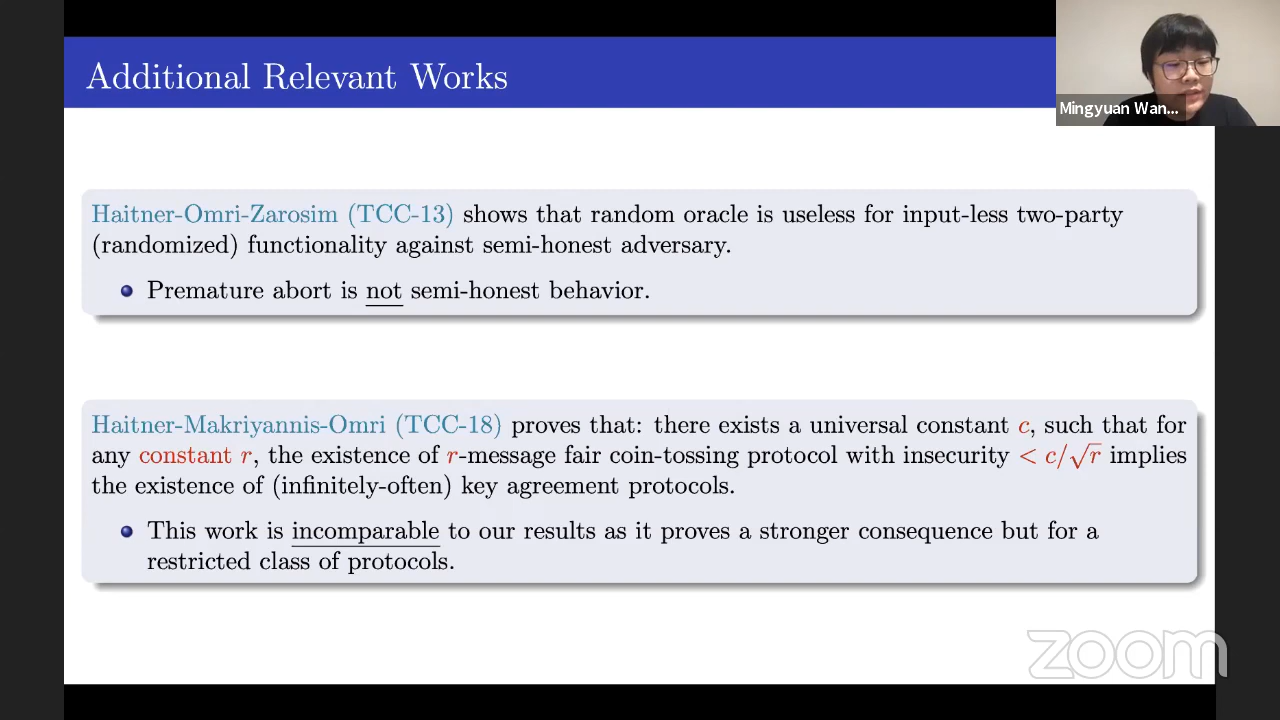 Additional Relevant Works
Mingyuan Wan...
Haitner-Omri-Zarosim (TCC-13) shows that random oracle is useless for input-less two-party
(randomized) functionality against semi-honest adversary.
Premature abort is not semi-honest behavior.
Haitner-Makriyannis-Omri (TCC-18) proves that: there exists a universal constant c, such that for
any constant r, the existence of r-message fair coin-tossing protocol with insecurity < c/√r implies
the existence of (infinitely-often) key agreement protocols.
This work is incomparable to our results as it proves a stronger consequence but for a
restricted class of protocols.
zoom